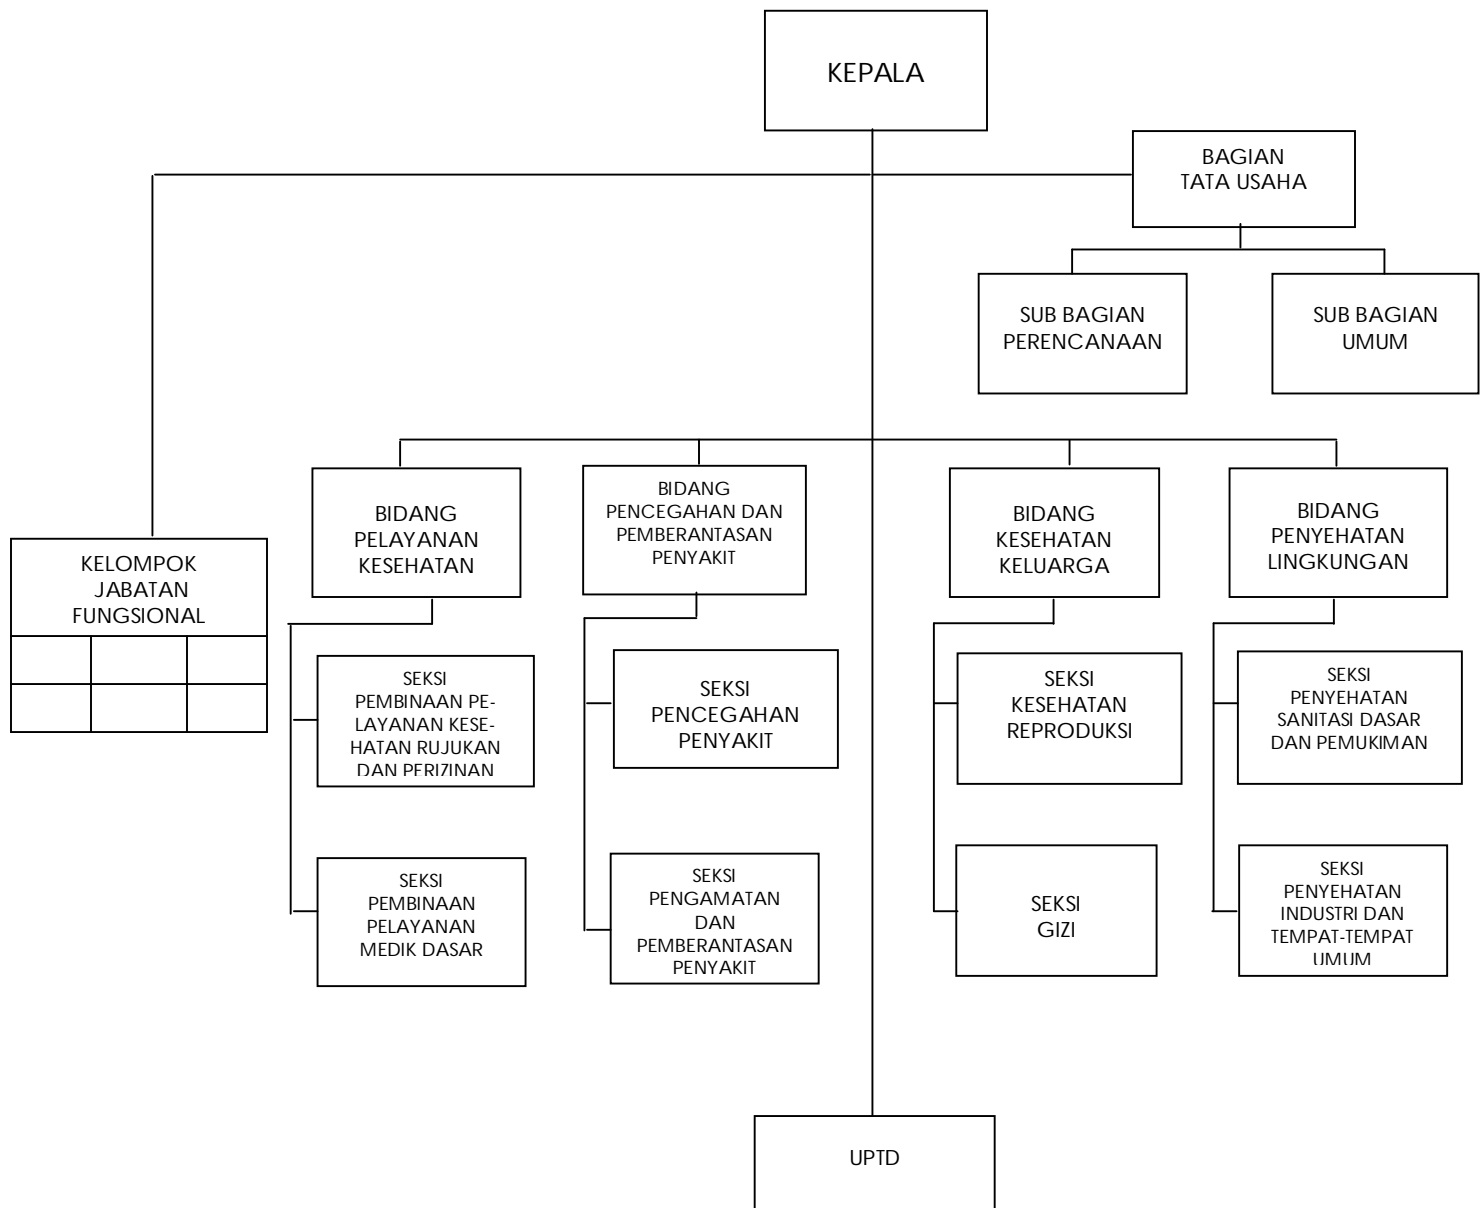 KEPALA
BAGIAN
TATA USAHA
SUB BAGIAN
PERENCANAAN
SUB BAGIAN
UMUM
KELOMPOK
JABATAN
FUNGSIONAL
BIDANG
PELAYANAN
KESEHATAN
BIDANG
PENCEGAHAN DAN
PEMBERANTASAN
PENYAKIT
BIDANG
KESEHATAN
KELUARGA
BIDANG
PENYEHATAN
LINGKUNGAN
SEKSI
PEMBINAAN PE-
LAYANAN KESE-
HATAN RUJUKAN
DAN PERIZINAN
SEKSI
PENCEGAHAN
PENYAKIT
SEKSI
KESEHATAN
REPRODUKSI
SEKSI
PENYEHATAN
SANITASI DASAR
DAN PEMUKIMAN
SEKSI
PEMBINAAN
PELAYANAN
MEDIK DASAR
SEKSI
PENGAMATAN
DAN
PEMBERANTASAN
PENYAKIT
SEKSI
GIZI
SEKSI
PENYEHATAN
INDUSTRI DAN
TEMPAT-TEMPAT
UMUM
UPTD